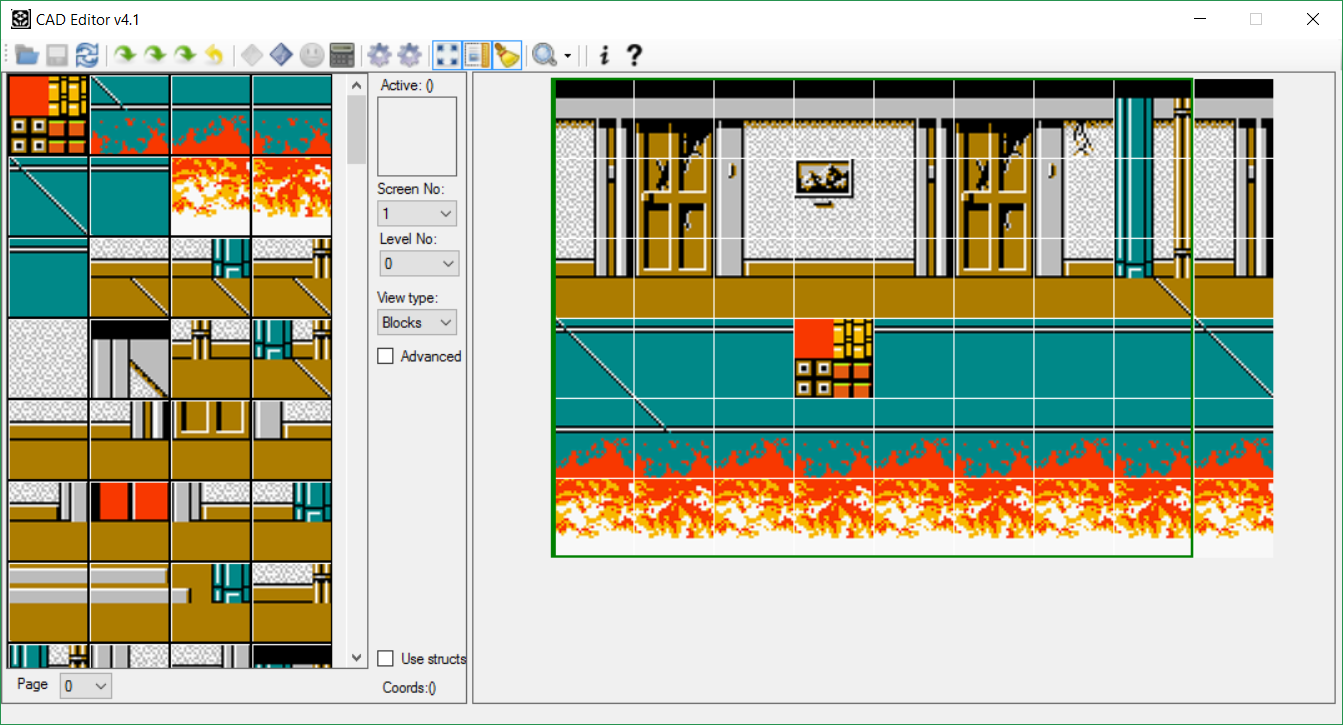 CAD Editor v4.1
i ?
Active: ()
Screen No:
1
Level No:
0
View type:
Blocks
Advanced
Use structs
Coords:()
Page 0